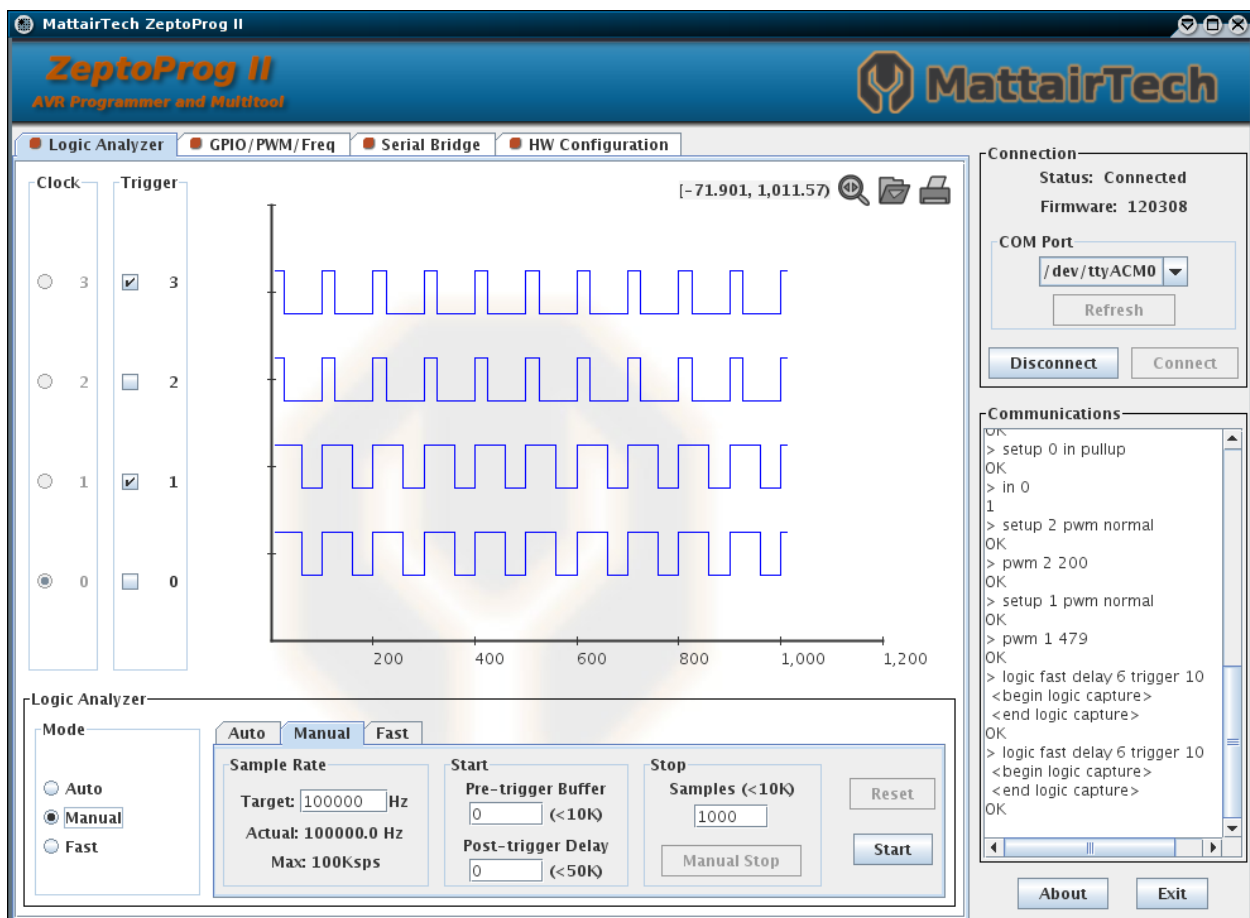 MattairTech ZeptoProg II
ZeptoProg II
AVR Programmer and Multitool
MattairTech
Logic Analyzer
GPIO/PWM/Freq
Serial Bridge
HW Configuration
Clock
Trigger
[-71.901, 1,011.57)
3
3
2
2
1
1
0
0
200
400
600
800
1,000
1,200
Logic Analyzer
Mode
Auto
Manual
Fast
Auto
Manual
Fast
Sample Rate
Target: 100000 Hz
Actual: 100000.0 Hz
Max: 100Ksps
Start
Pre-trigger Buffer
0 (<10K)
Post-trigger Delay
0 (<50K)
Stop
Samples (<10K)
1000
Manual Stop
Reset
Start
Connection
Status: Connected
Firmware: 120308
COM Port
/dev/ttyACM0
Refresh
Disconnect
Connect
Communications
OK
> setup 0 in pullup
OK
> in 0
1
> setup 2 pwm normal
OK
> pwm 2 200
OK
> setup 1 pwm normal
OK
> pwm 1 479
OK
> logic fast delay 6 trigger 10
<begin logic capture>
<end logic capture>
OK
> logic fast delay 6 trigger 10
<begin logic capture>
<end logic capture>
OK
About
Exit